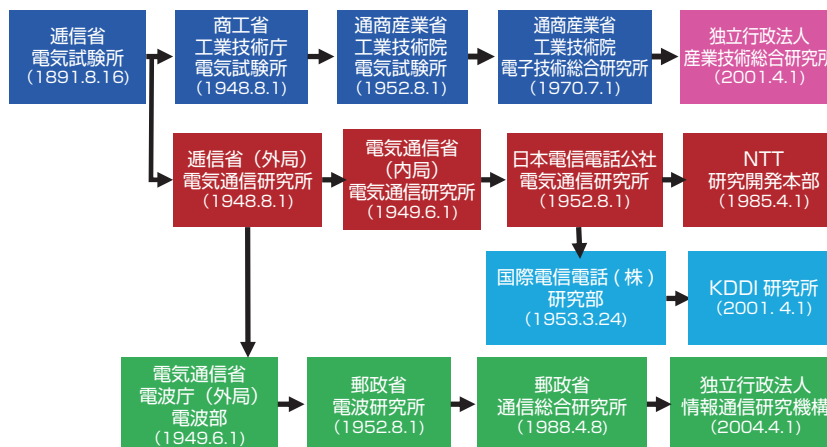 逓信省
電気試験所
(1891.8.16)
商工省
工業技術庁
電気試験所
(1948.8.1)
通商産業省
工業技術院
電気試験所
(1952.8.1)
通商産業省
工業技術院
電子技術総合研究所
(1970.7.1)
独立行政法人
産業技術総合研究所
(2001.4.1)
逓信省（外局）
電気通信研究所
(1948.8.1)
電気通信省
（内局）
電気通信研究所
(1949.6.1)
日本電信電話公社
電気通信研究所
(1952.8.1)
NTT
研究開発本部
(1985.4.1)
国際電信電話 ( 株 )
研究部
(1953.3.24)
KDDI 研究所
(2001. 4.1)
電気通信省
電波庁（外局）
電波部
(1949.6.1)
郵政省
電波研究所
(1952.8.1)
郵政省
通信総合研究所
(1988.4.8)
独立行政法人
情報通信研究機構
(2004.4.1)